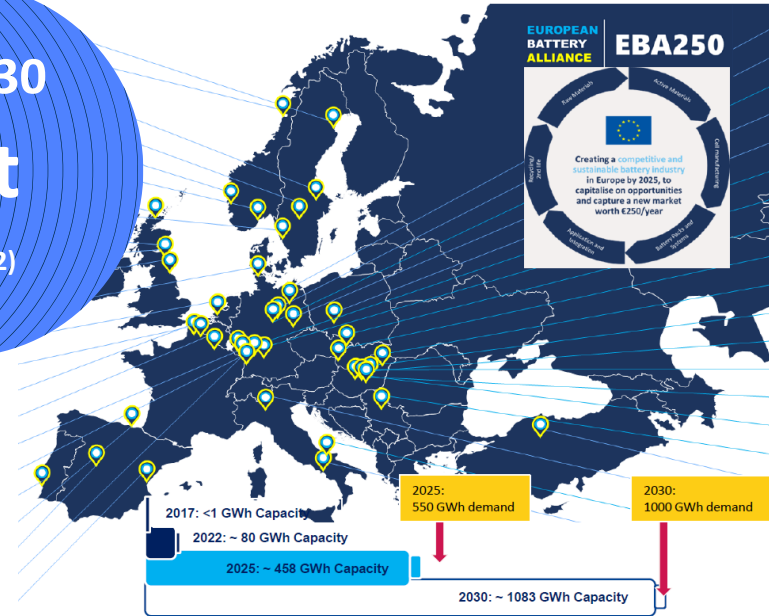 30
t
2)
EUROPEAN
BATTERY
ALLIANCE
EBA250
Raw Materials
Active Materials
Cell manufacturing
Battery Packs and
Systems
Application and
Integration
Recycling/
2nd life
Creating a competitive and
sustainable battery industry
in Europe by 2025, to
capitalise on opportunities
and capture a new market
worth €250/year
2025:
550 GWh demand
2030:
1000 GWh demand
2017: <1 GWh Capacity
2022: ~ 80 GWh Capacity
2025: ~ 458 GWh Capacity
2030: ~ 1083 GWh Capacity